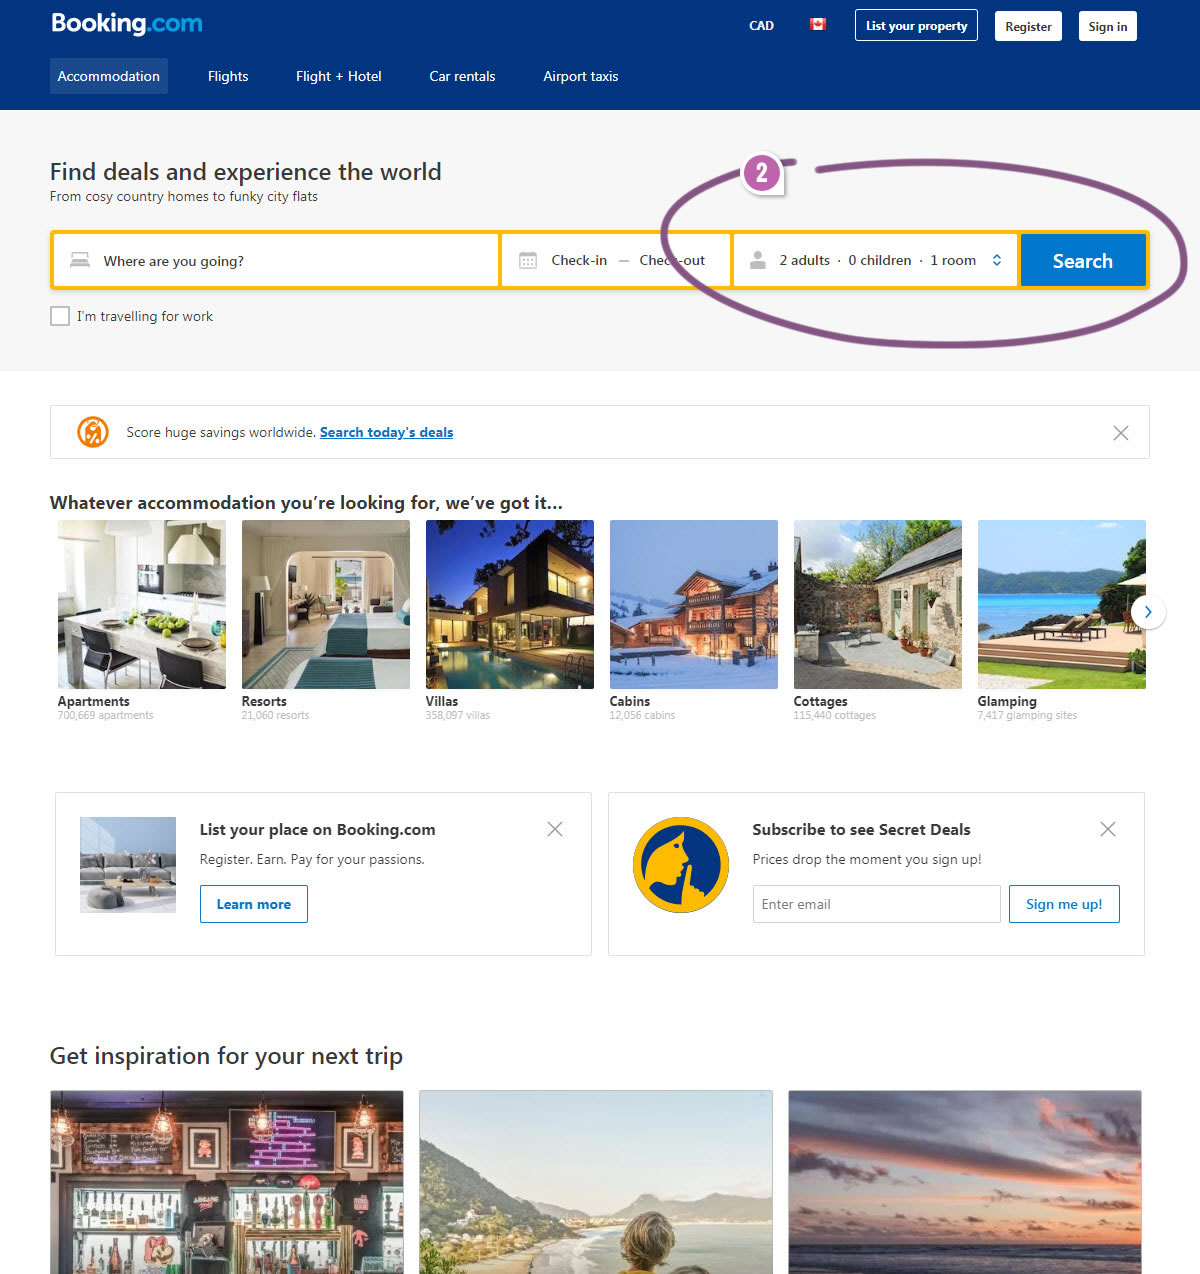 Booking.com
CAD
List your property
Register
Sign in
Accommodation
Flights
Flight + Hotel
Car rentals
Airport taxis
2
Find deals and experience the world
From cosy country homes to funky city flats
Where are you going?
Check-in — Check-out
2 adults · 0 children · 1 room
Search
I'm travelling for work
Score huge savings worldwide. Search today's deals
Whatever accommodation you’re looking for, we’ve got it...
Apartments
700,669 apartments
Resorts
21,060 resorts
Villas
358,097 villas
Cabins
12,056 cabins
Cottages
115,440 cottages
Glamping
7,417 glamping sites
List your place on Booking.com
Register. Earn. Pay for your passions.
Learn more
Subscribe to see Secret Deals
Prices drop the moment you sign up!
Enter email
Sign me up!
Get inspiration for your next trip